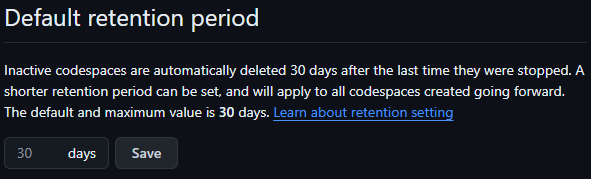 Default retention period
Inactive codespaces are automatically deleted 30 days after the last time they were stopped. A
shorter retention period can be set, and will apply to all codespaces created going forward.
The default and maximum value is 30 days. Learn about retention setting
30 days Save